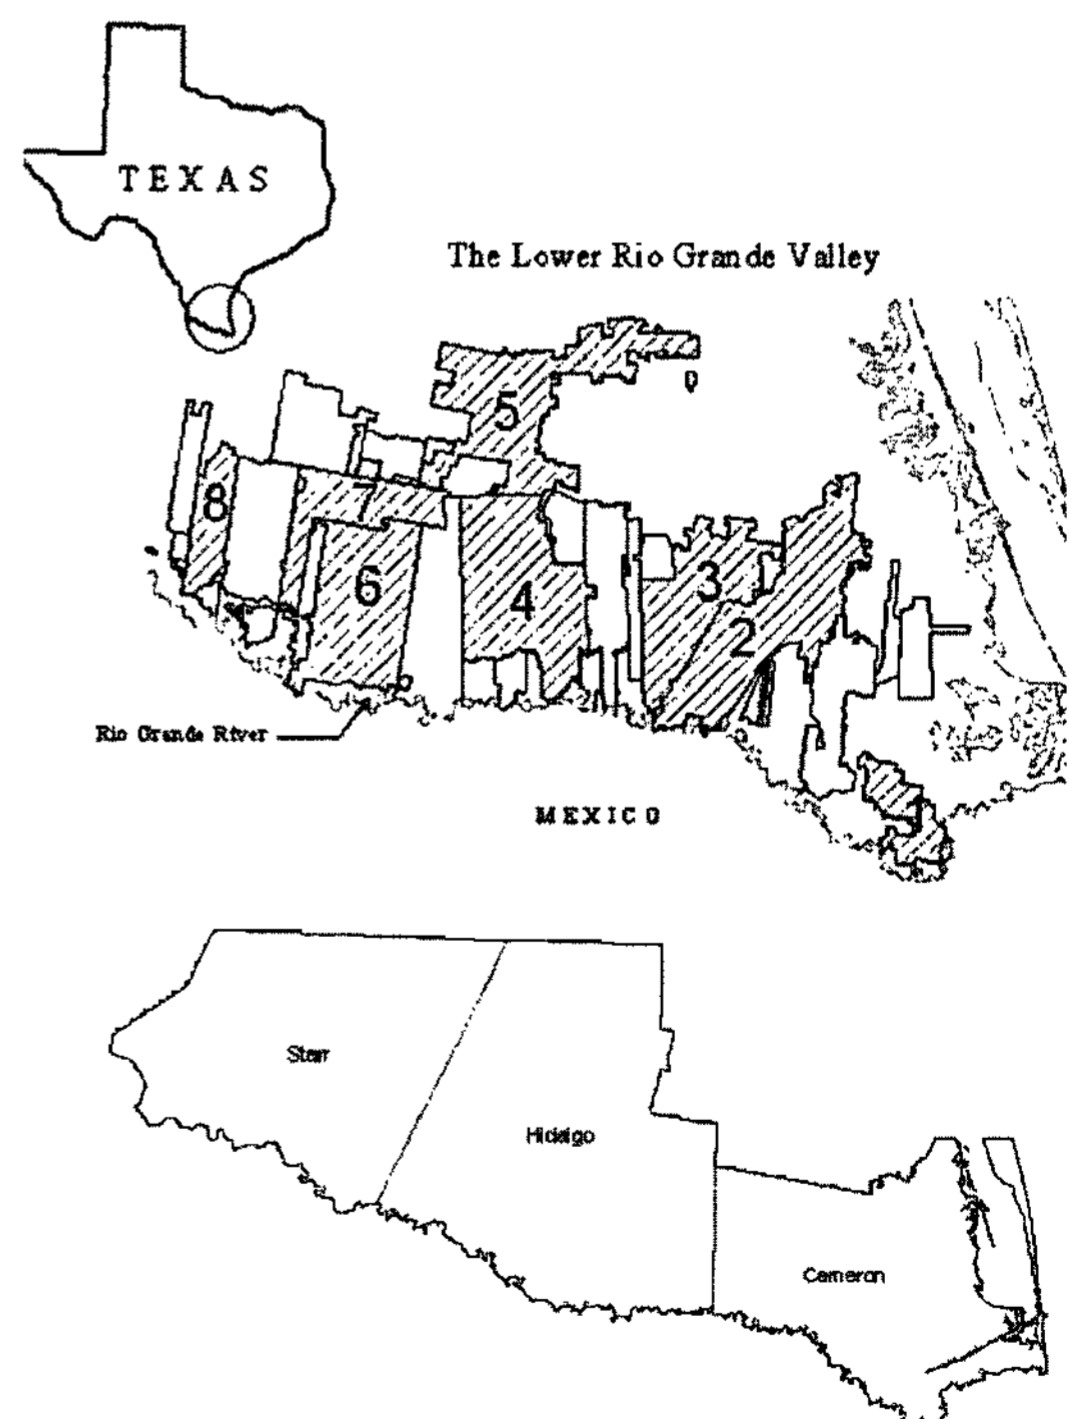 TEXAS
The Lower Rio Grande Valley
5
8
7
6
4
3
2
1
Rio Grande River
MEXICO
Starr
Hidalgo
Cameron